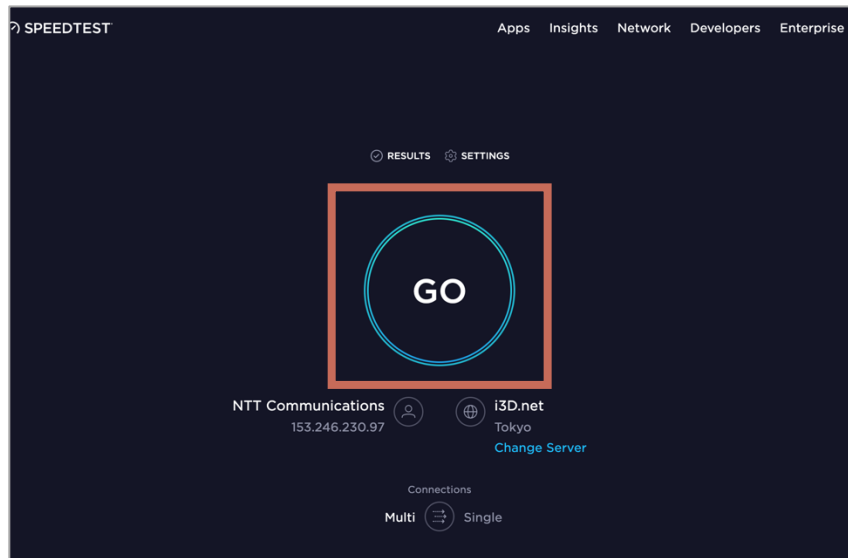 SPEEDTEST
Apps Insights Network Developers Enterprise
RESULTS SETTINGS
GO
NTT Communications
153.246.230.97
i3D.net
Tokyo
Change Server
Connections
Multi Single